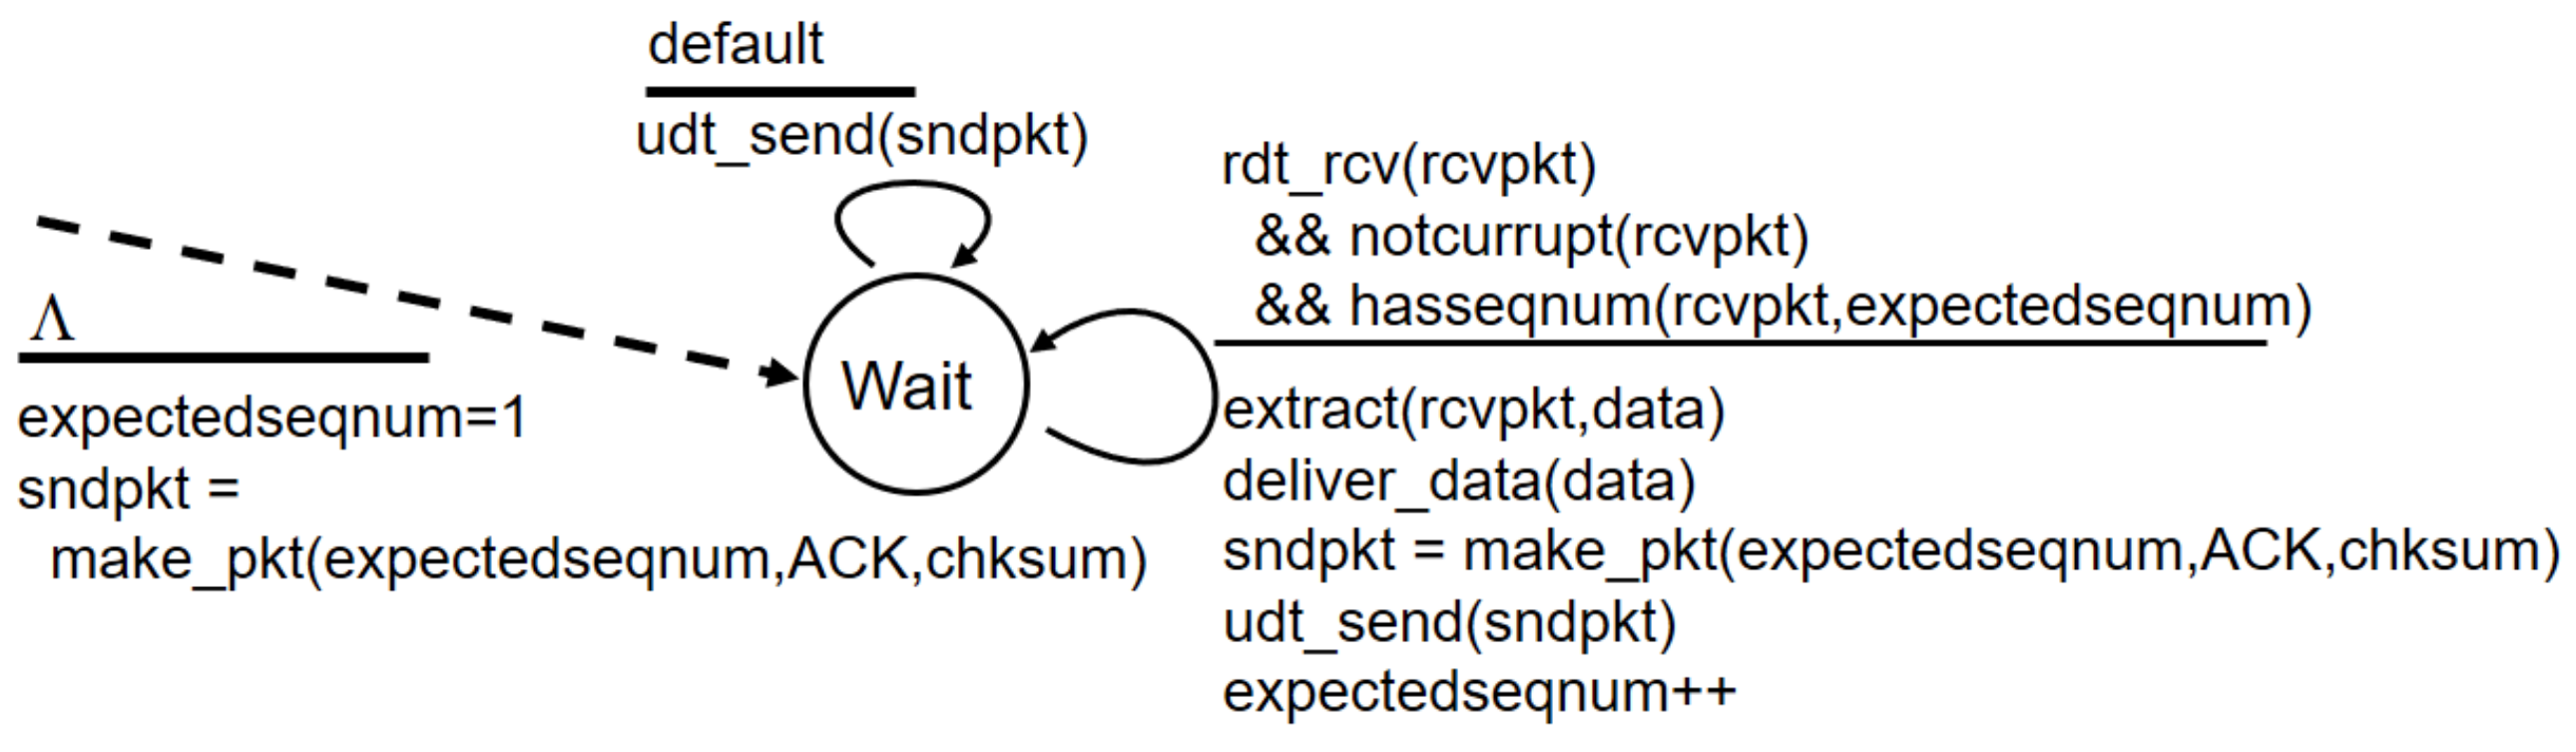 default
udt_send(sndpkt)
rdt_rcv(rcvpkt)
&& notcurrupt(rcvpkt)
&& hasseqnum(rcvpkt,expectedseqnum)
Λ
Wait
expectedseqnum=1
sndpkt =
make_pkt(expectedseqnum,ACK,chksum)
extract(rcvpkt,data)
deliver_data(data)
sndpkt = make_pkt(expectedseqnum,ACK,chksum)
udt_send(sndpkt)
expectedseqnum++